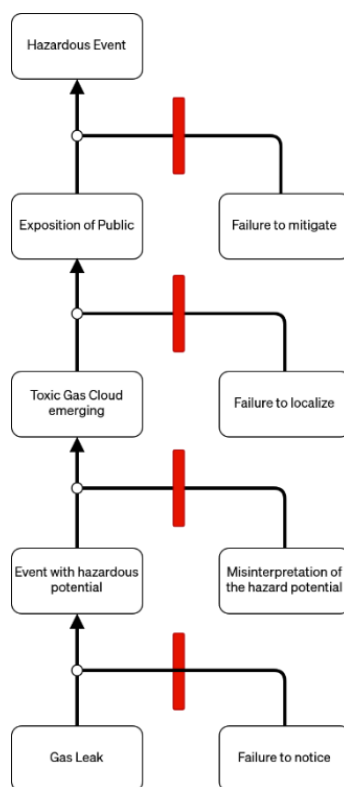 Hazardous Event
Exposition of Public
Failure to mitigate
Toxic Gas Cloud
emerging
Failure to localize
Event with hazardous
potential
Misinterpretation of
the hazard potential
Gas Leak
Failure to notice